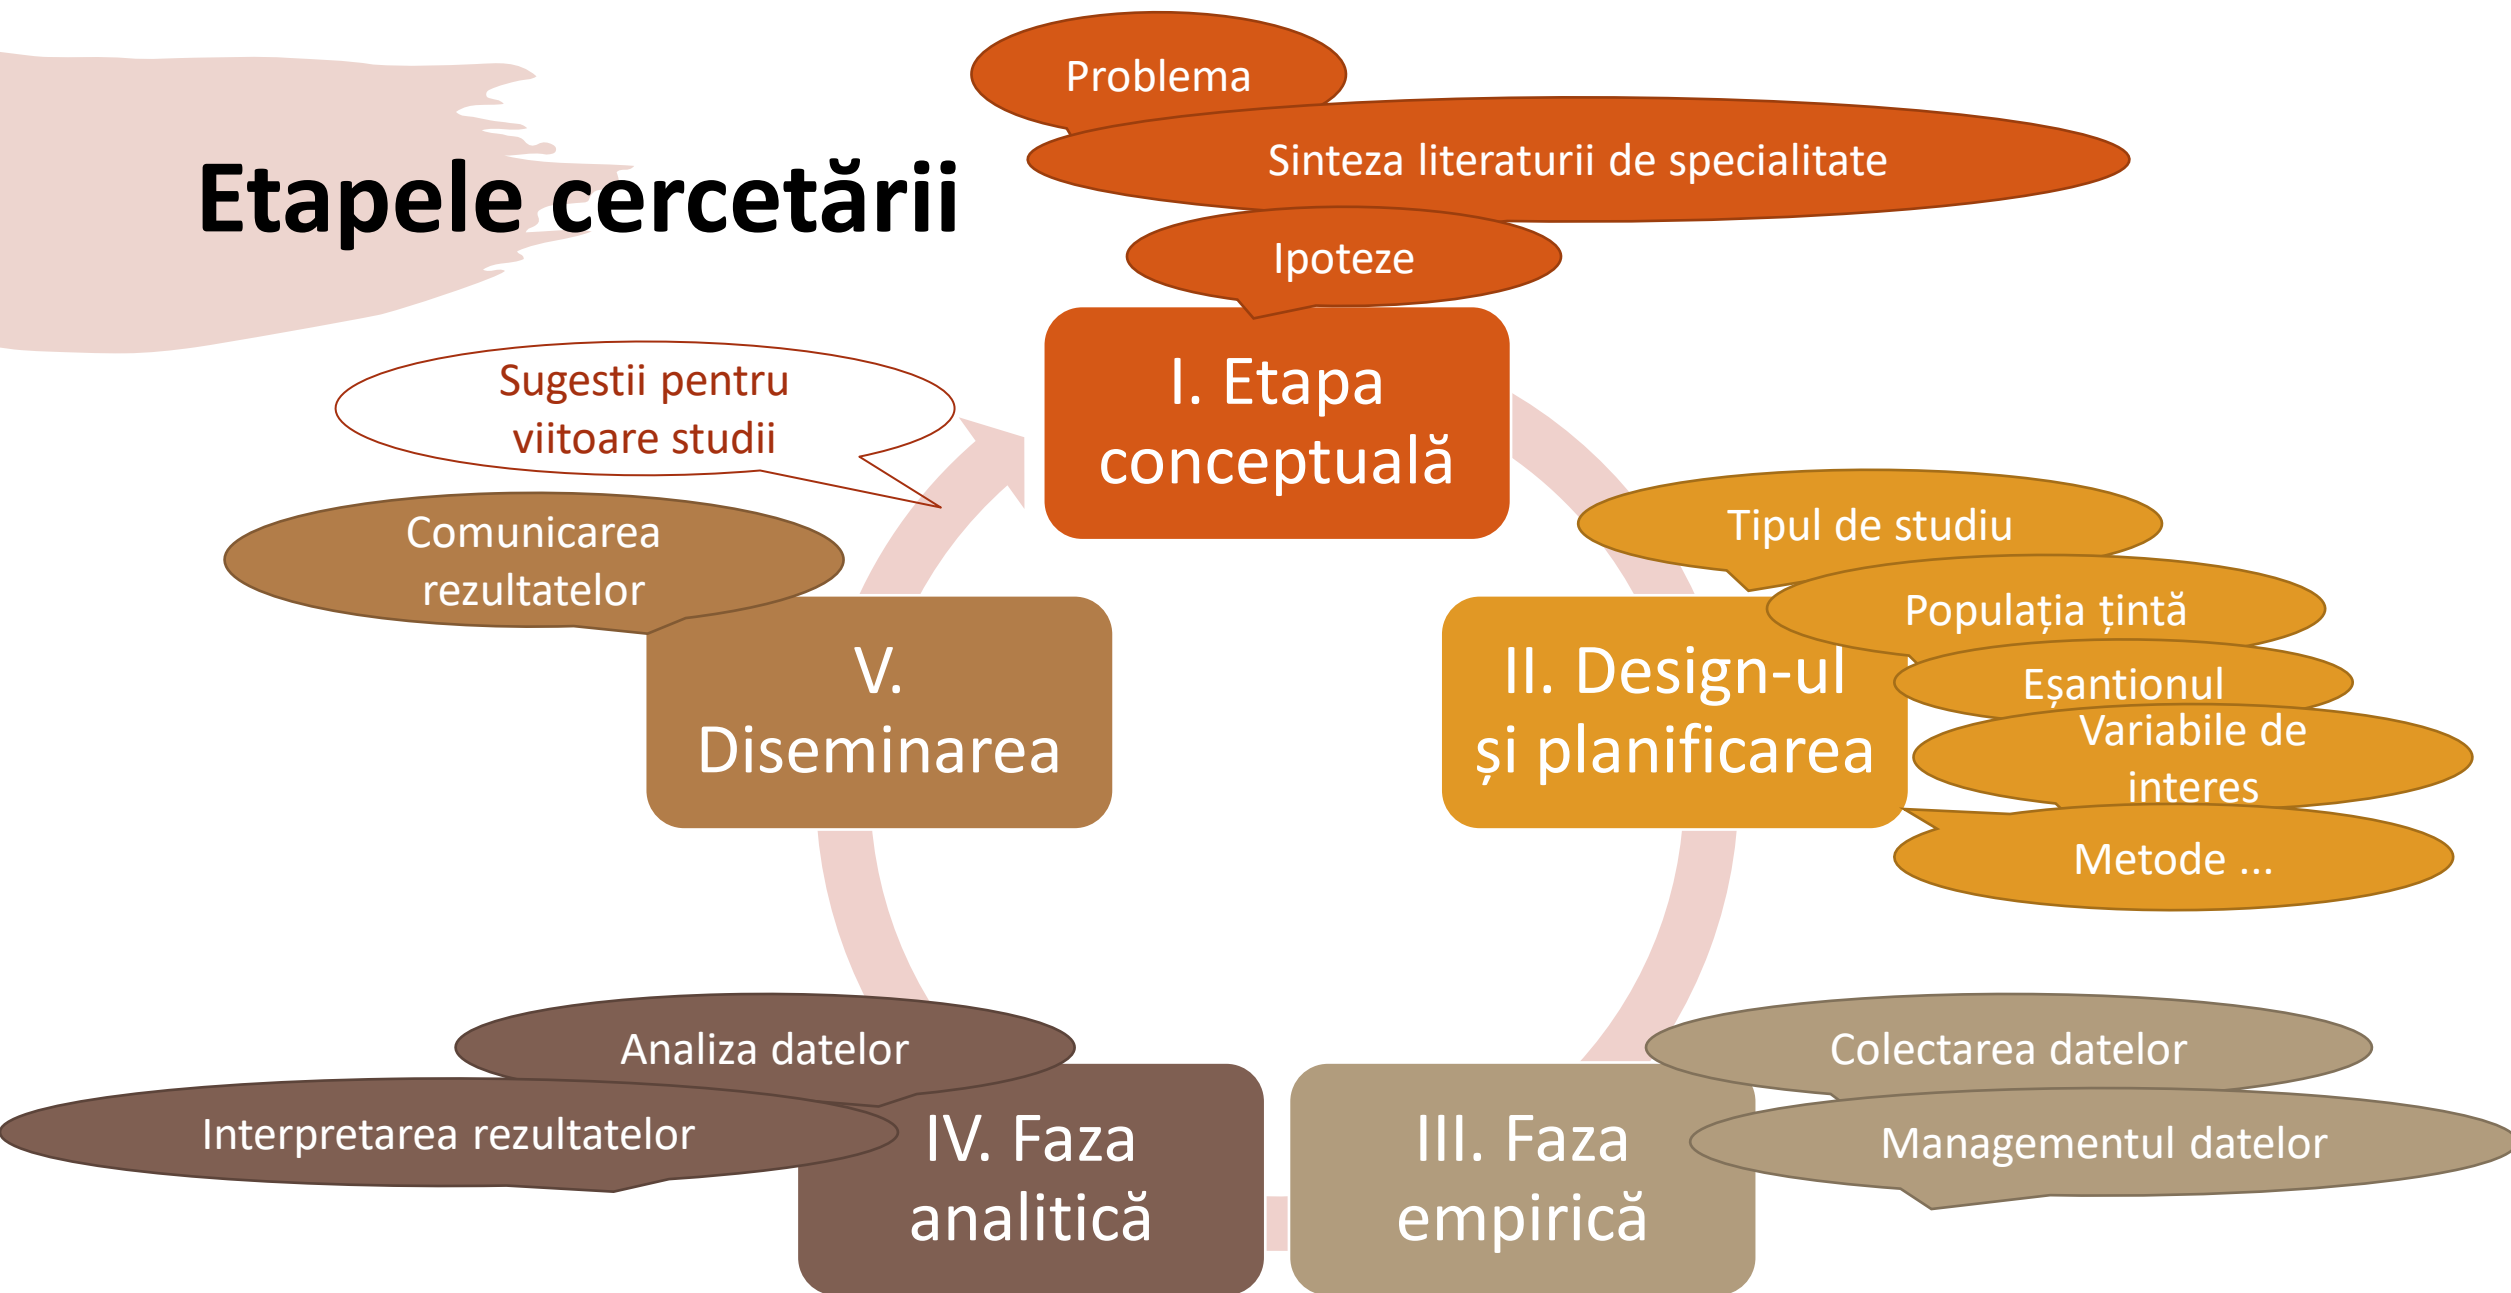 Etapele cercetării
Problema
Sinteza literaturii de specialitate
Ipoteze
I. Etapa
conceptuală
Tipul de studiu
Populația țintă
Eșantionul
Variabile de
interes
Metode ...
II. Design-ul
și planificarea
Colectarea datelor
Managementul datelor
III. Faza
empirică
Analiza datelor
Interpretarea rezultatelor
IV. Faza
analitică
Comunicarea
rezultatelor
V.
Diseminarea
Sugestii pentru
viitoare studii